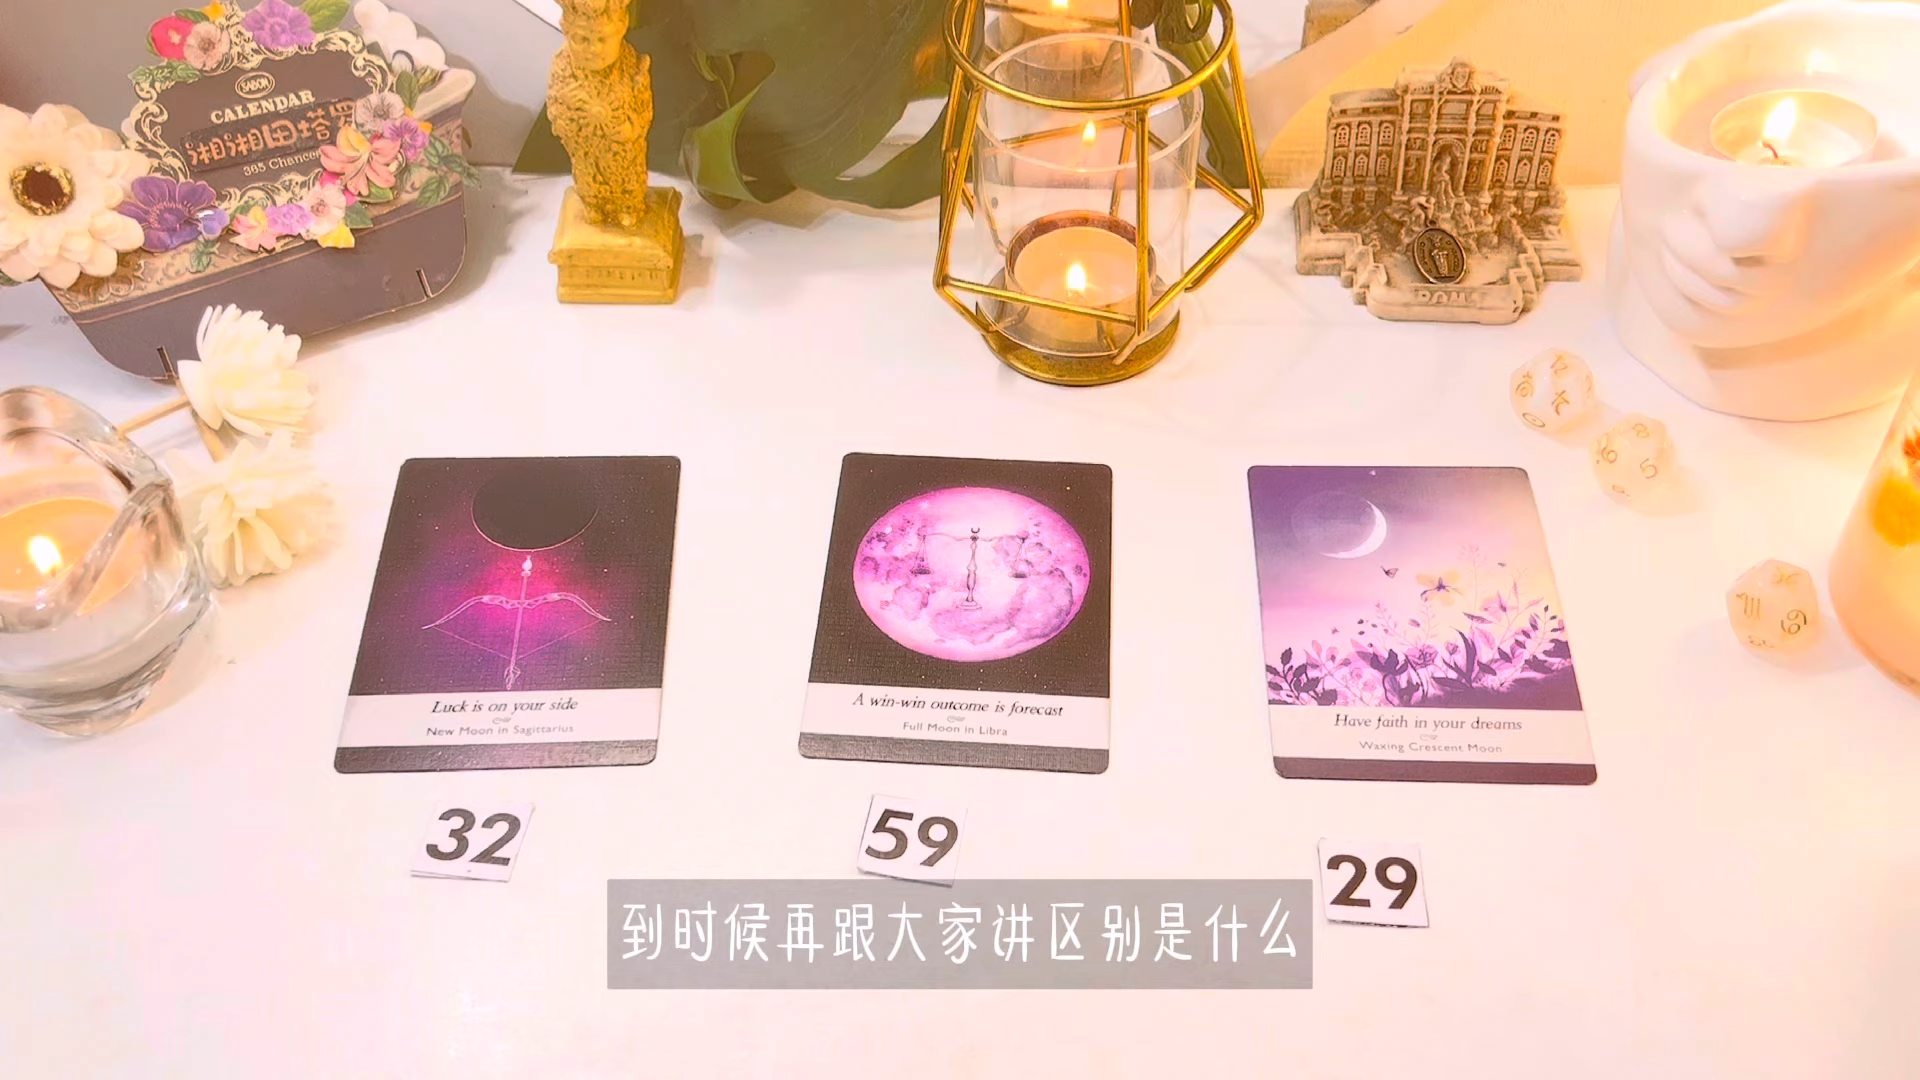 SABON
CALENDAR
湘湘田塔羅
365 Chances
ROMA
Luck is on your side
New Moon in Sagittarius
A win-win outcome is forecast
Full Moon in Libra
Have faith in your dreams
Waxing Crescent Moon
32
59
29
到时候再跟大家讲区别是什么